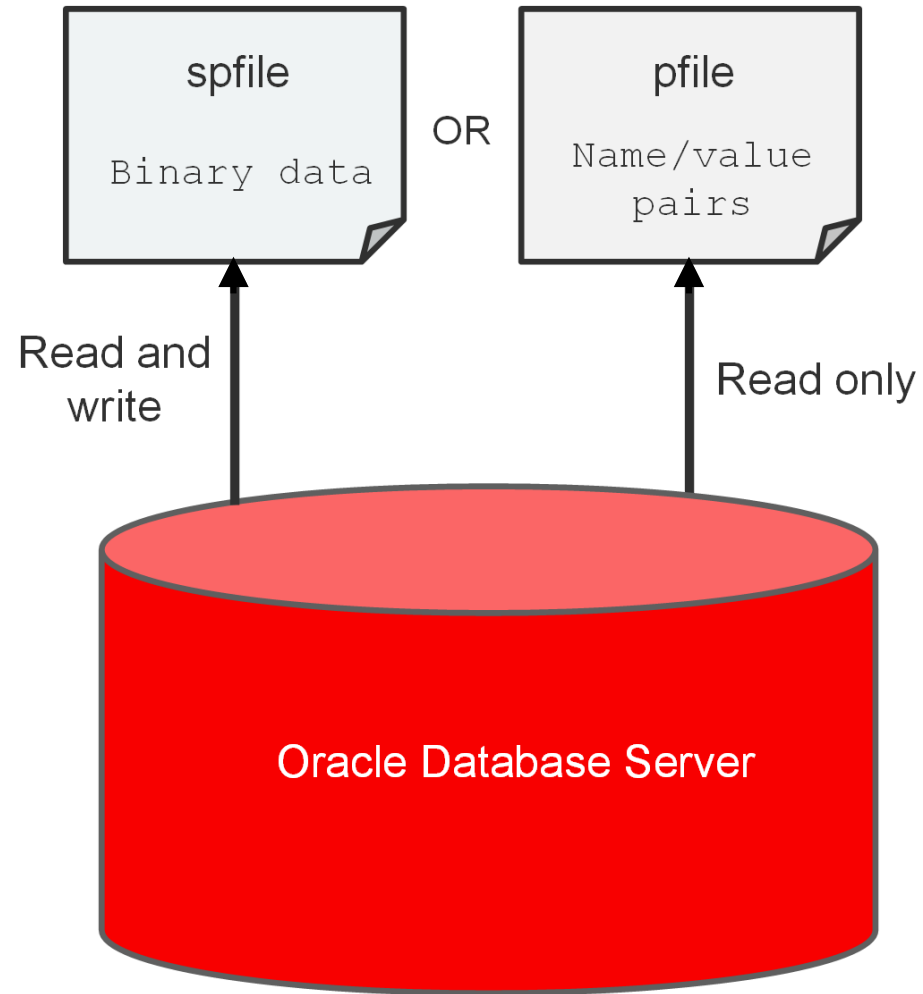 spfile
Binary data
OR
pfile
Name/value
pairs
Read and
write
Read only
Oracle Database Server